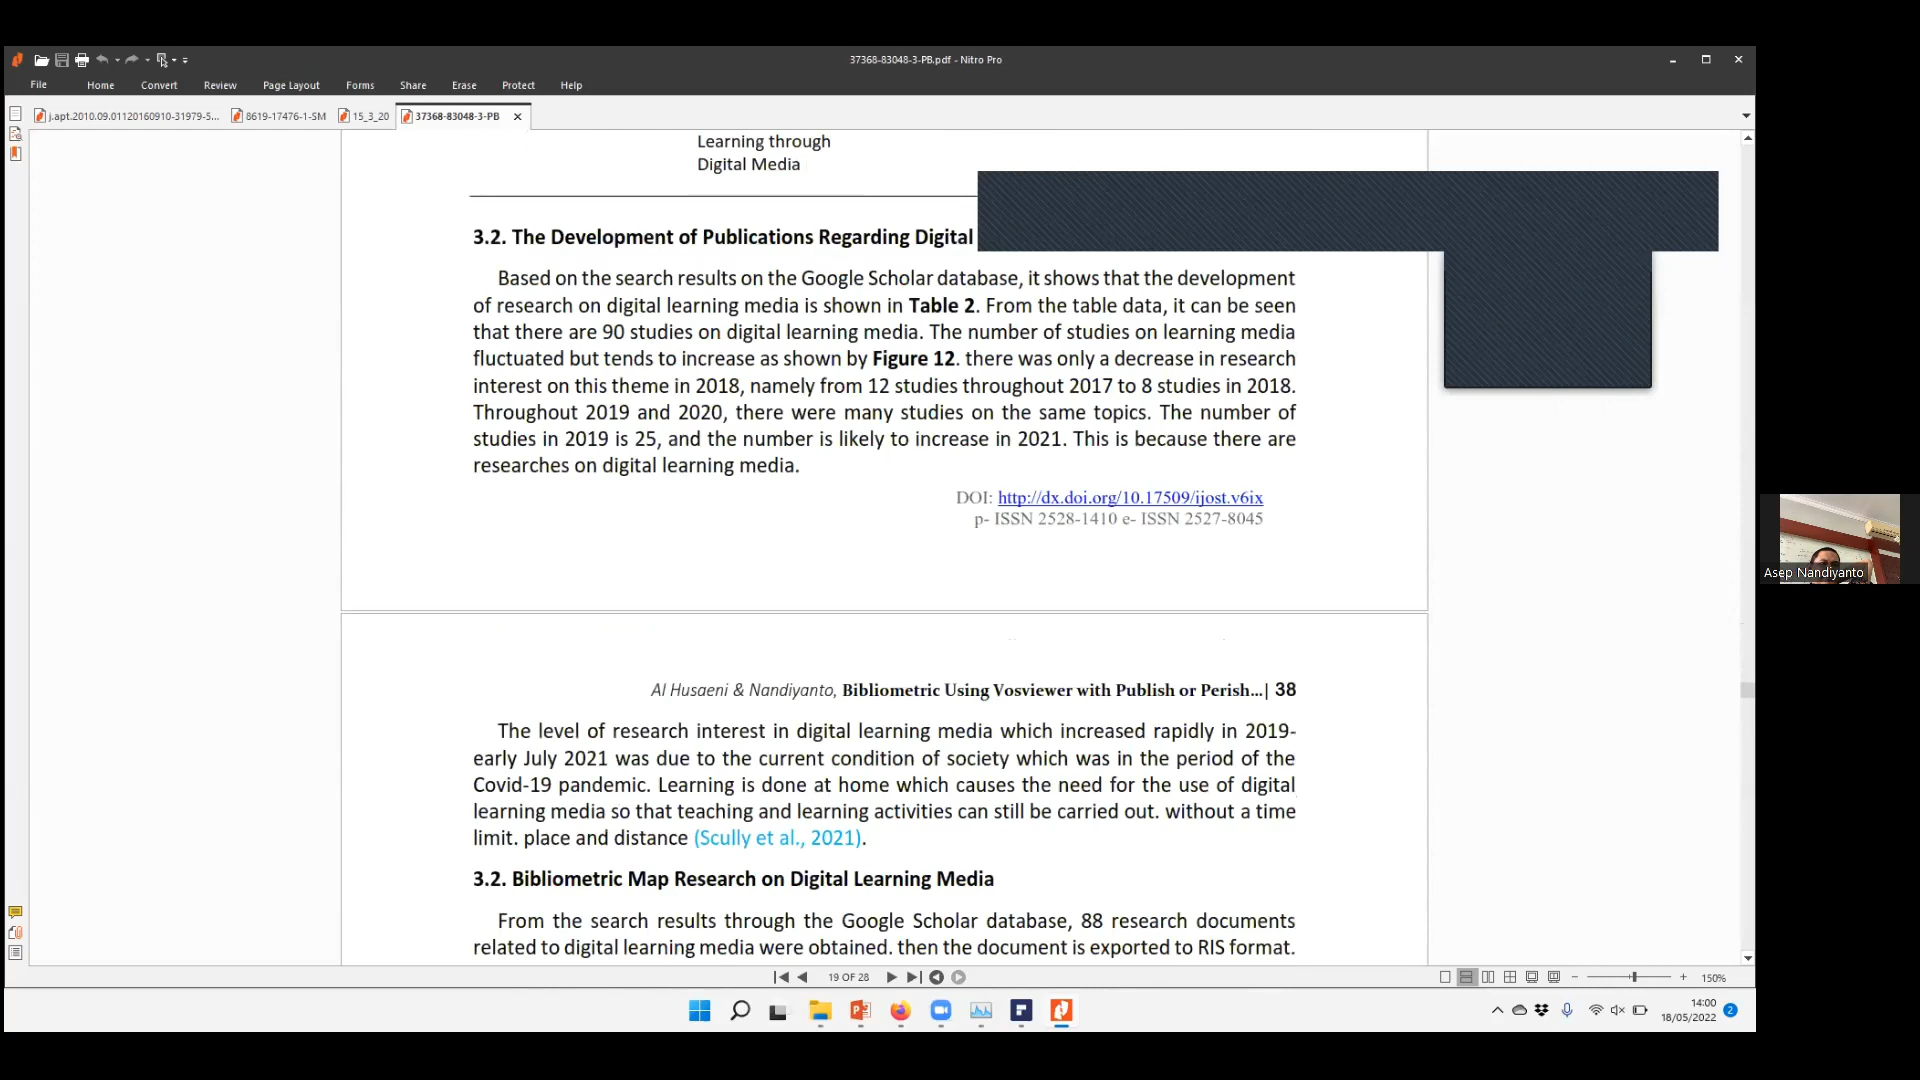 37368-83048-3-PB.pdf - Nitro Pro
File Home Convert Review Page Layout Forms Share Erase Protect Help
j.apt.2010.09.01120160910-31979-5... 8619-17476-1-SM 15_3_20 37368-83048-3-PB
Learning through
Digital Media
3.2. The Development of Publications Regarding Digital
Based on the search results on the Google Scholar database, it shows that the development
of research on digital learning media is shown in Table 2. From the table data, it can be seen
that there are 90 studies on digital learning media. The number of studies on learning media
fluctuated but tends to increase as shown by Figure 12. there was only a decrease in research
interest on this theme in 2018, namely from 12 studies throughout 2017 to 8 studies in 2018.
Throughout 2019 and 2020, there were many studies on the same topics. The number of
studies in 2019 is 25, and the number is likely to increase in 2021. This is because there are
researches on digital learning media.
DOI: http://dx.doi.org/10.17509/ijost.v6ix
p- ISSN 2528-1410 e- ISSN 2527-8045
Al Husaeni & Nandiyanto, Bibliometric Using Vosviewer with Publish or Perish...| 38
The level of research interest in digital learning media which increased rapidly in 2019-
early July 2021 was due to the current condition of society which was in the period of the
Covid-19 pandemic. Learning is done at home which causes the need for the use of digital
learning media so that teaching and learning activities can still be carried out. without a time
limit. place and distance (Scully et al., 2021).
3.2. Bibliometric Map Research on Digital Learning Media
From the search results through the Google Scholar database, 88 research documents
related to digital learning media were obtained. then the document is exported to RIS format.
Asep Nandiyanto
19 OF 28
150%
14:00
18/05/2022
2